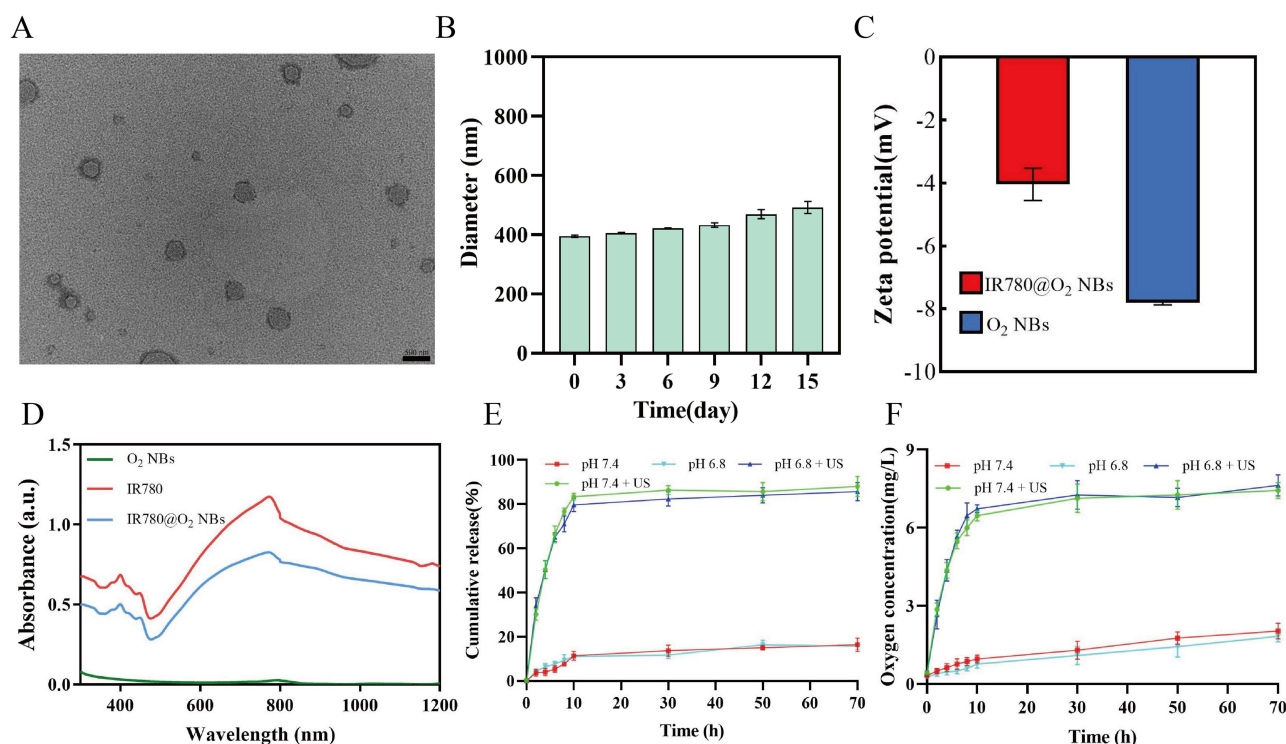 A
500 nm
B
1000
800
600
400
200
0
Diameter (nm)
0 3 6 9 12 15
Time(day)
C
0
-2
-4
-6
-8
-10
Zeta potential(mV)
IR780@O₂ NBs
O₂ NBs
D
1.5
1.0
0.5
0.0
Absorbance (a.u.)
O₂ NBs
IR780
IR780@O₂ NBs
400 600 800 1000 1200
Wavelength (nm)
E
pH 7.4 pH 6.8 pH 6.8 + US
pH 7.4 + US
100
80
60
40
20
0
Cumulative release(%)
0 10 20 30 40 50 60 70
Time (h)
F
pH 7.4 pH 6.8 pH 6.8 + US
pH 7.4 + US
9
6
3
0
Oxygen concentration(mg/L)
0 10 20 30 40 50 60 70
Time (h)